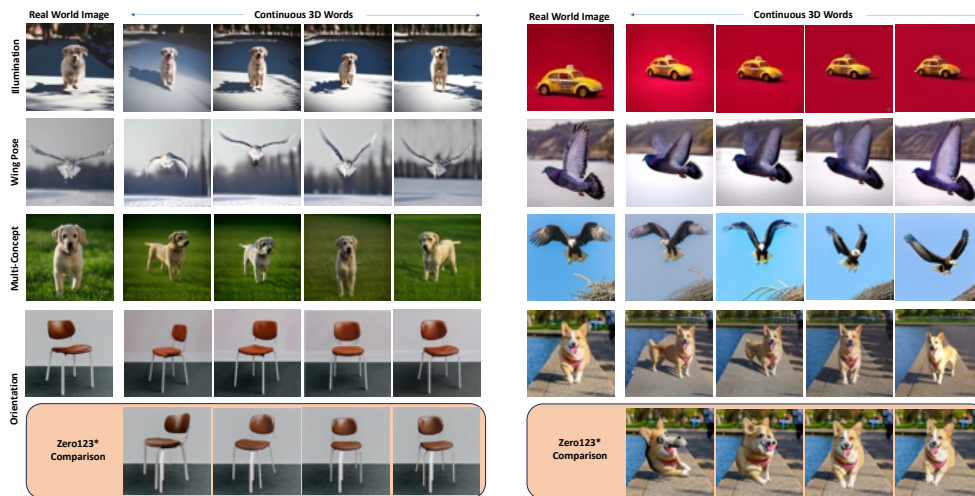 Real World Image
Continuous 3D Words
Real World Image
Continuous 3D Words
Illumination
Wing Pose
Multi-Concept
Orientation
Zero123*
Comparison
Zero123*
Comparison